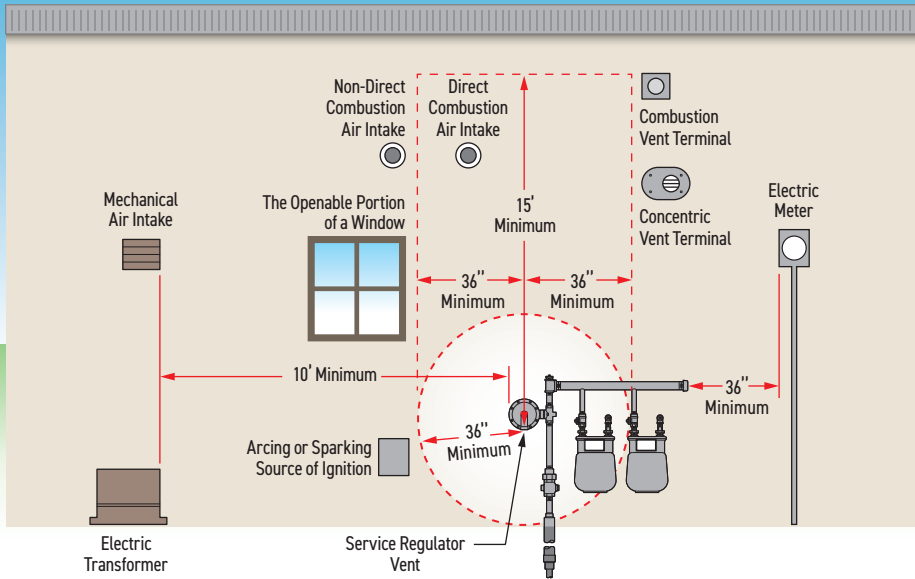 Non-Direct
Combustion
Air Intake
Direct
Combustion
Air Intake
Combustion
Vent Terminal
Mechanical
Air Intake
The Openable Portion
of a Window
15'
Minimum
Concentric
Vent Terminal
Electric
Meter
36"
Minimum
36"
Minimum
10' Minimum
36"
Minimum
36"
Minimum
Arcing or Sparking
Source of Ignition
Electric
Transformer
Service Regulator
Vent